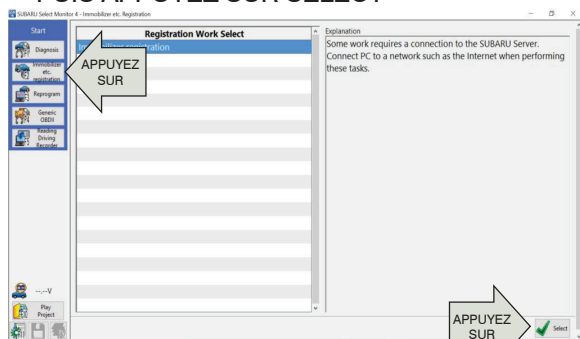 PUIS APPUYEZ SUR SELECT
SUBARU Select Monitor 4 - Immobilizer etc. Registration
Start
Diagnosis
Immobilizer
etc.
registration
Reprogram
Generic
OBDII
Reading
Driving
Recorder
--.--V
Play
Project
Registration Work Select
Immobilizer registration
APPUYEZ
SUR
Explanation
Some work requires a connection to the SUBARU Server.
Connect PC to a network such as the Internet when performing
these tasks.
APPUYEZ
SUR
Select